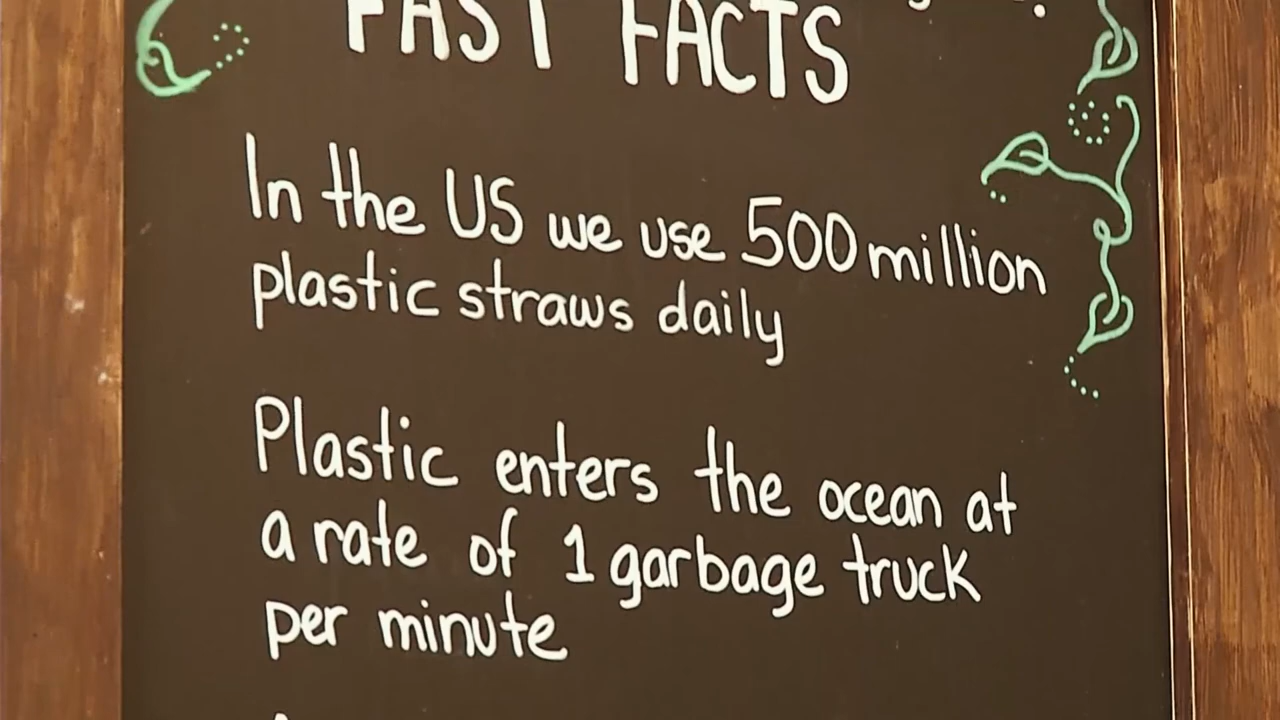 FAST FACTS
In the US we use 500 million
plastic straws daily
Plastic enters the ocean at
a rate of 1 garbage truck
per minute